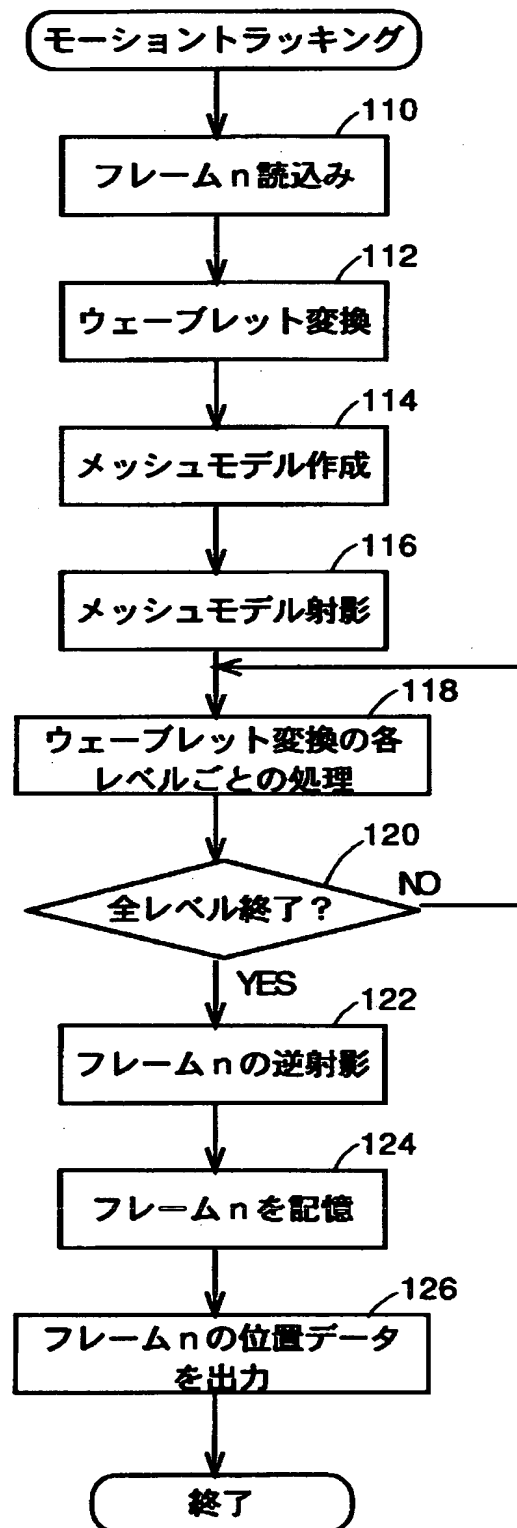 モーショントラッキング
110
フレームn読込み
112
ウェーブレット変換
114
メッシュモデル作成
116
メッシュモデル射影
118
ウェーブレット変換の各
レベルごとの処理
120
全レベル終了?
NO
YES
122
フレームnの逆射影
124
フレームnを記憶
126
フレームnの位置データ
を出力
終了